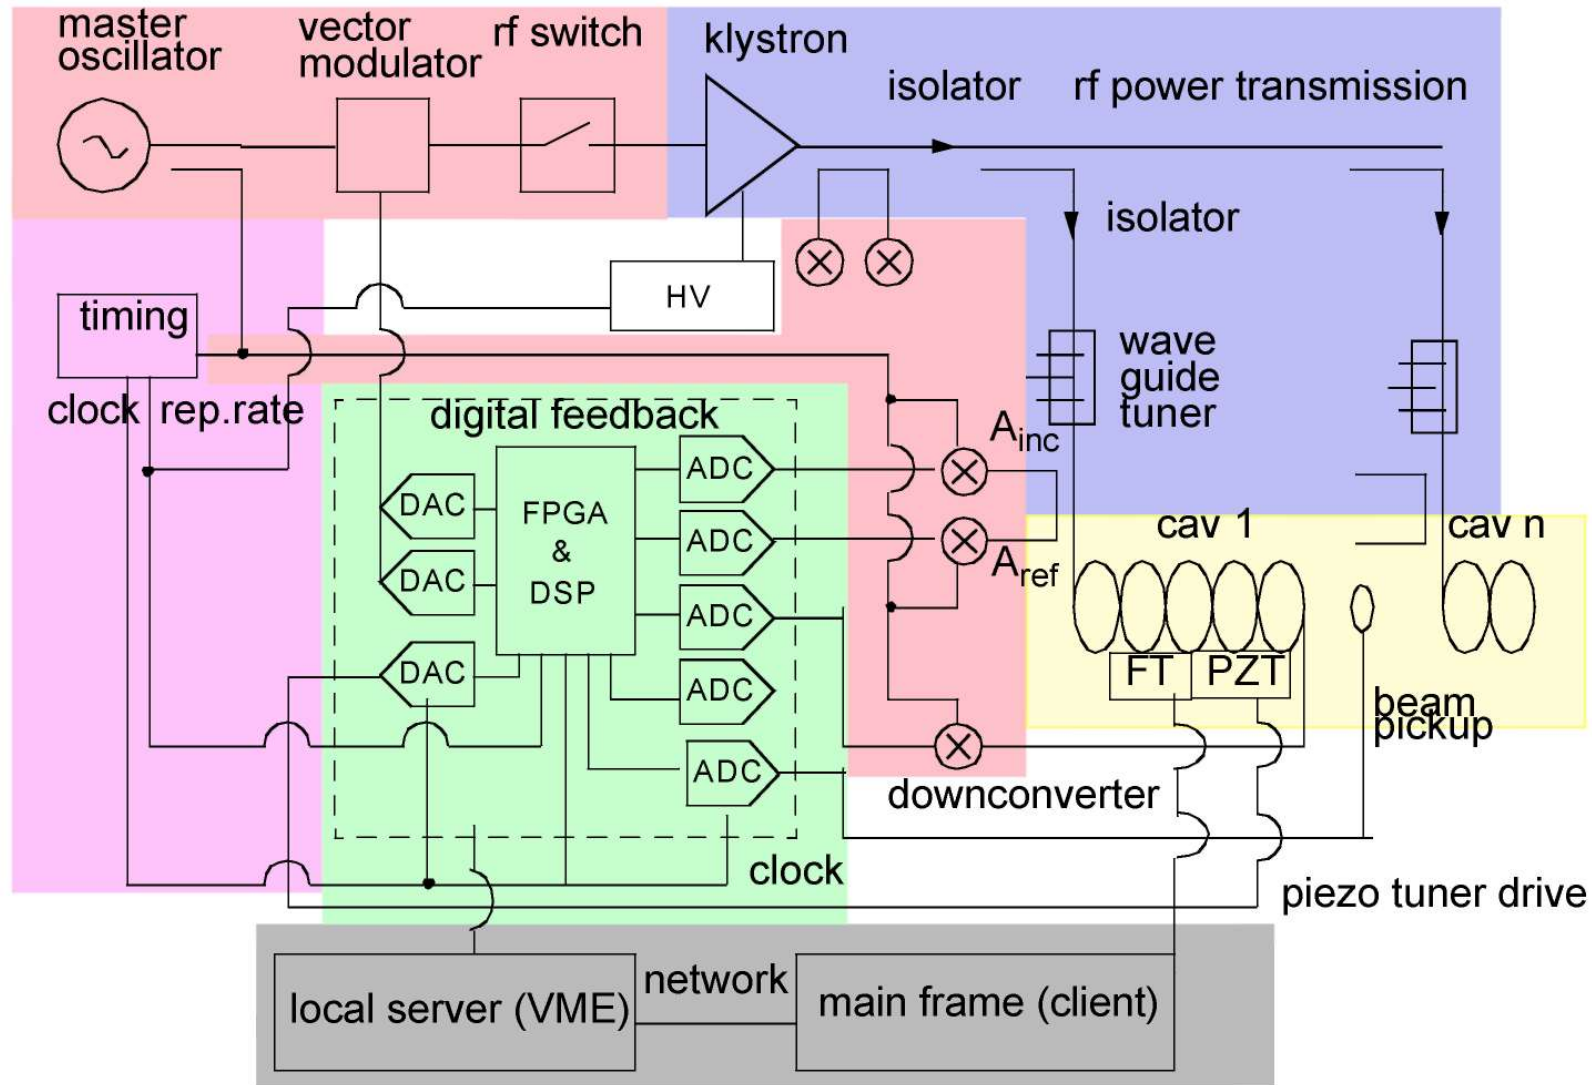 master
oscillator
vector
modulator
rf switch
klystron
isolator
rf power transmission
isolator
HV
timing
wave
guide
tuner
clock
rep.rate
digital feedback
A inc
ADC
DAC
FPGA
&
DSP
ADC
A ref
cav 1
cav n
DAC
ADC
DAC
ADC
FT
PZT
beam
pickup
ADC
downconverter
clock
piezo tuner drive
local server (VME)
network
main frame (client)